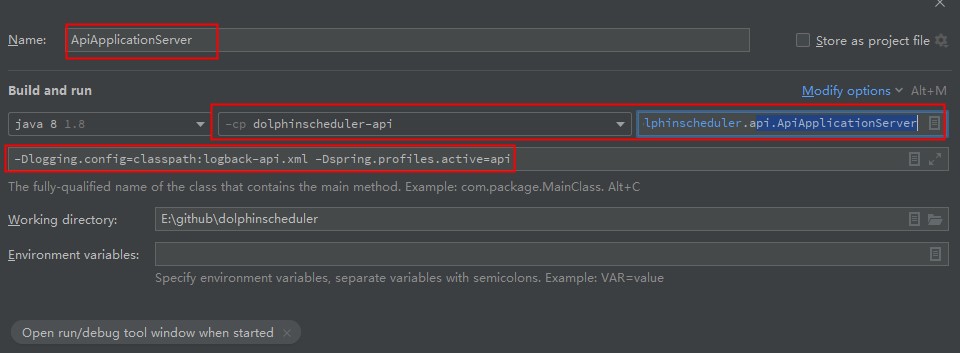 Name: ApiApplicationServer Store as project file
Build and run Modify options Alt+M
java 8 1.8 -cp dolphinscheduler-api lphinscheduler.api.ApiApplicationServer
-Dlogging.config=classpath:logback-api.xml -Dspring.profiles.active=api
The fully-qualified name of the class that contains the main method. Example: com.package.MainClass. Alt+C
Working directory: E:\github\dolphinscheduler
Environment variables:
Specify environment variables, separate variables with semicolons. Example: VAR=value
Open run/debug tool window when started ×